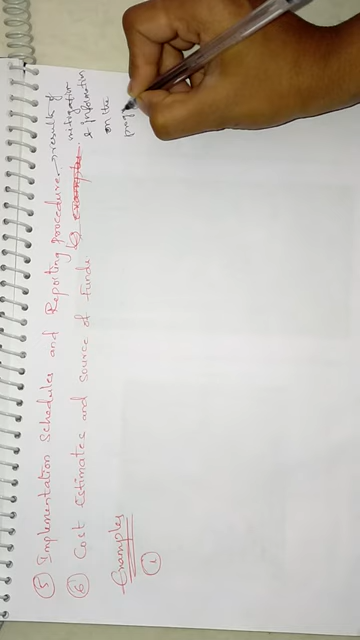 ⑤ Implementation Schedules and Reporting Procedure → results of
mitigation
& Information
on the
prog
⑥ Cost Estimates and source of funds
Examples
①